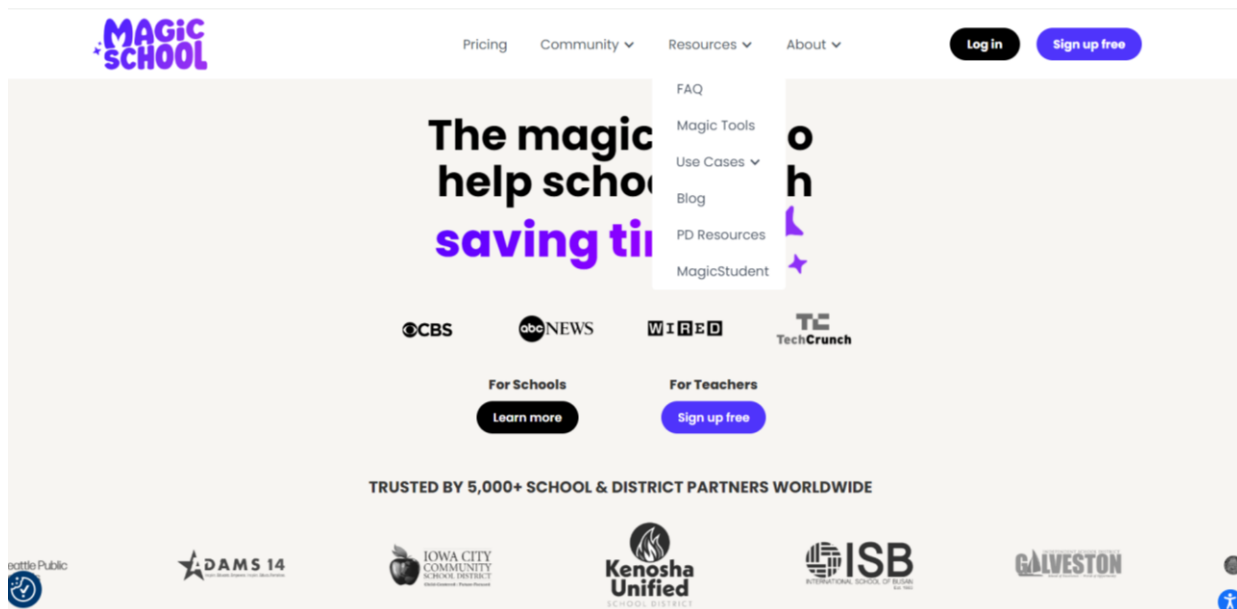 MAGiC
SCHOOL
Pricing
Community
Resources
About
Log in
Sign up free
FAQ
Magic Tools
Use Cases
Blog
PD Resources
MagicStudent
The magic o
help schoo h
saving ti
CBS
abc NEWS
WIRED
TC
TechCrunch
For Schools
For Teachers
Learn more
Sign up free
TRUSTED BY 5,000+ SCHOOL & DISTRICT PARTNERS WORLDWIDE
eattle Public
ADAMS 14
IOWA CITY
COMMUNITY
SCHOOL DISTRICT
Kenosha
Unified
SCHOOL DISTRICT
ISB
INTERNATIONAL SCHOOL OF BUSAN
GALVESTON